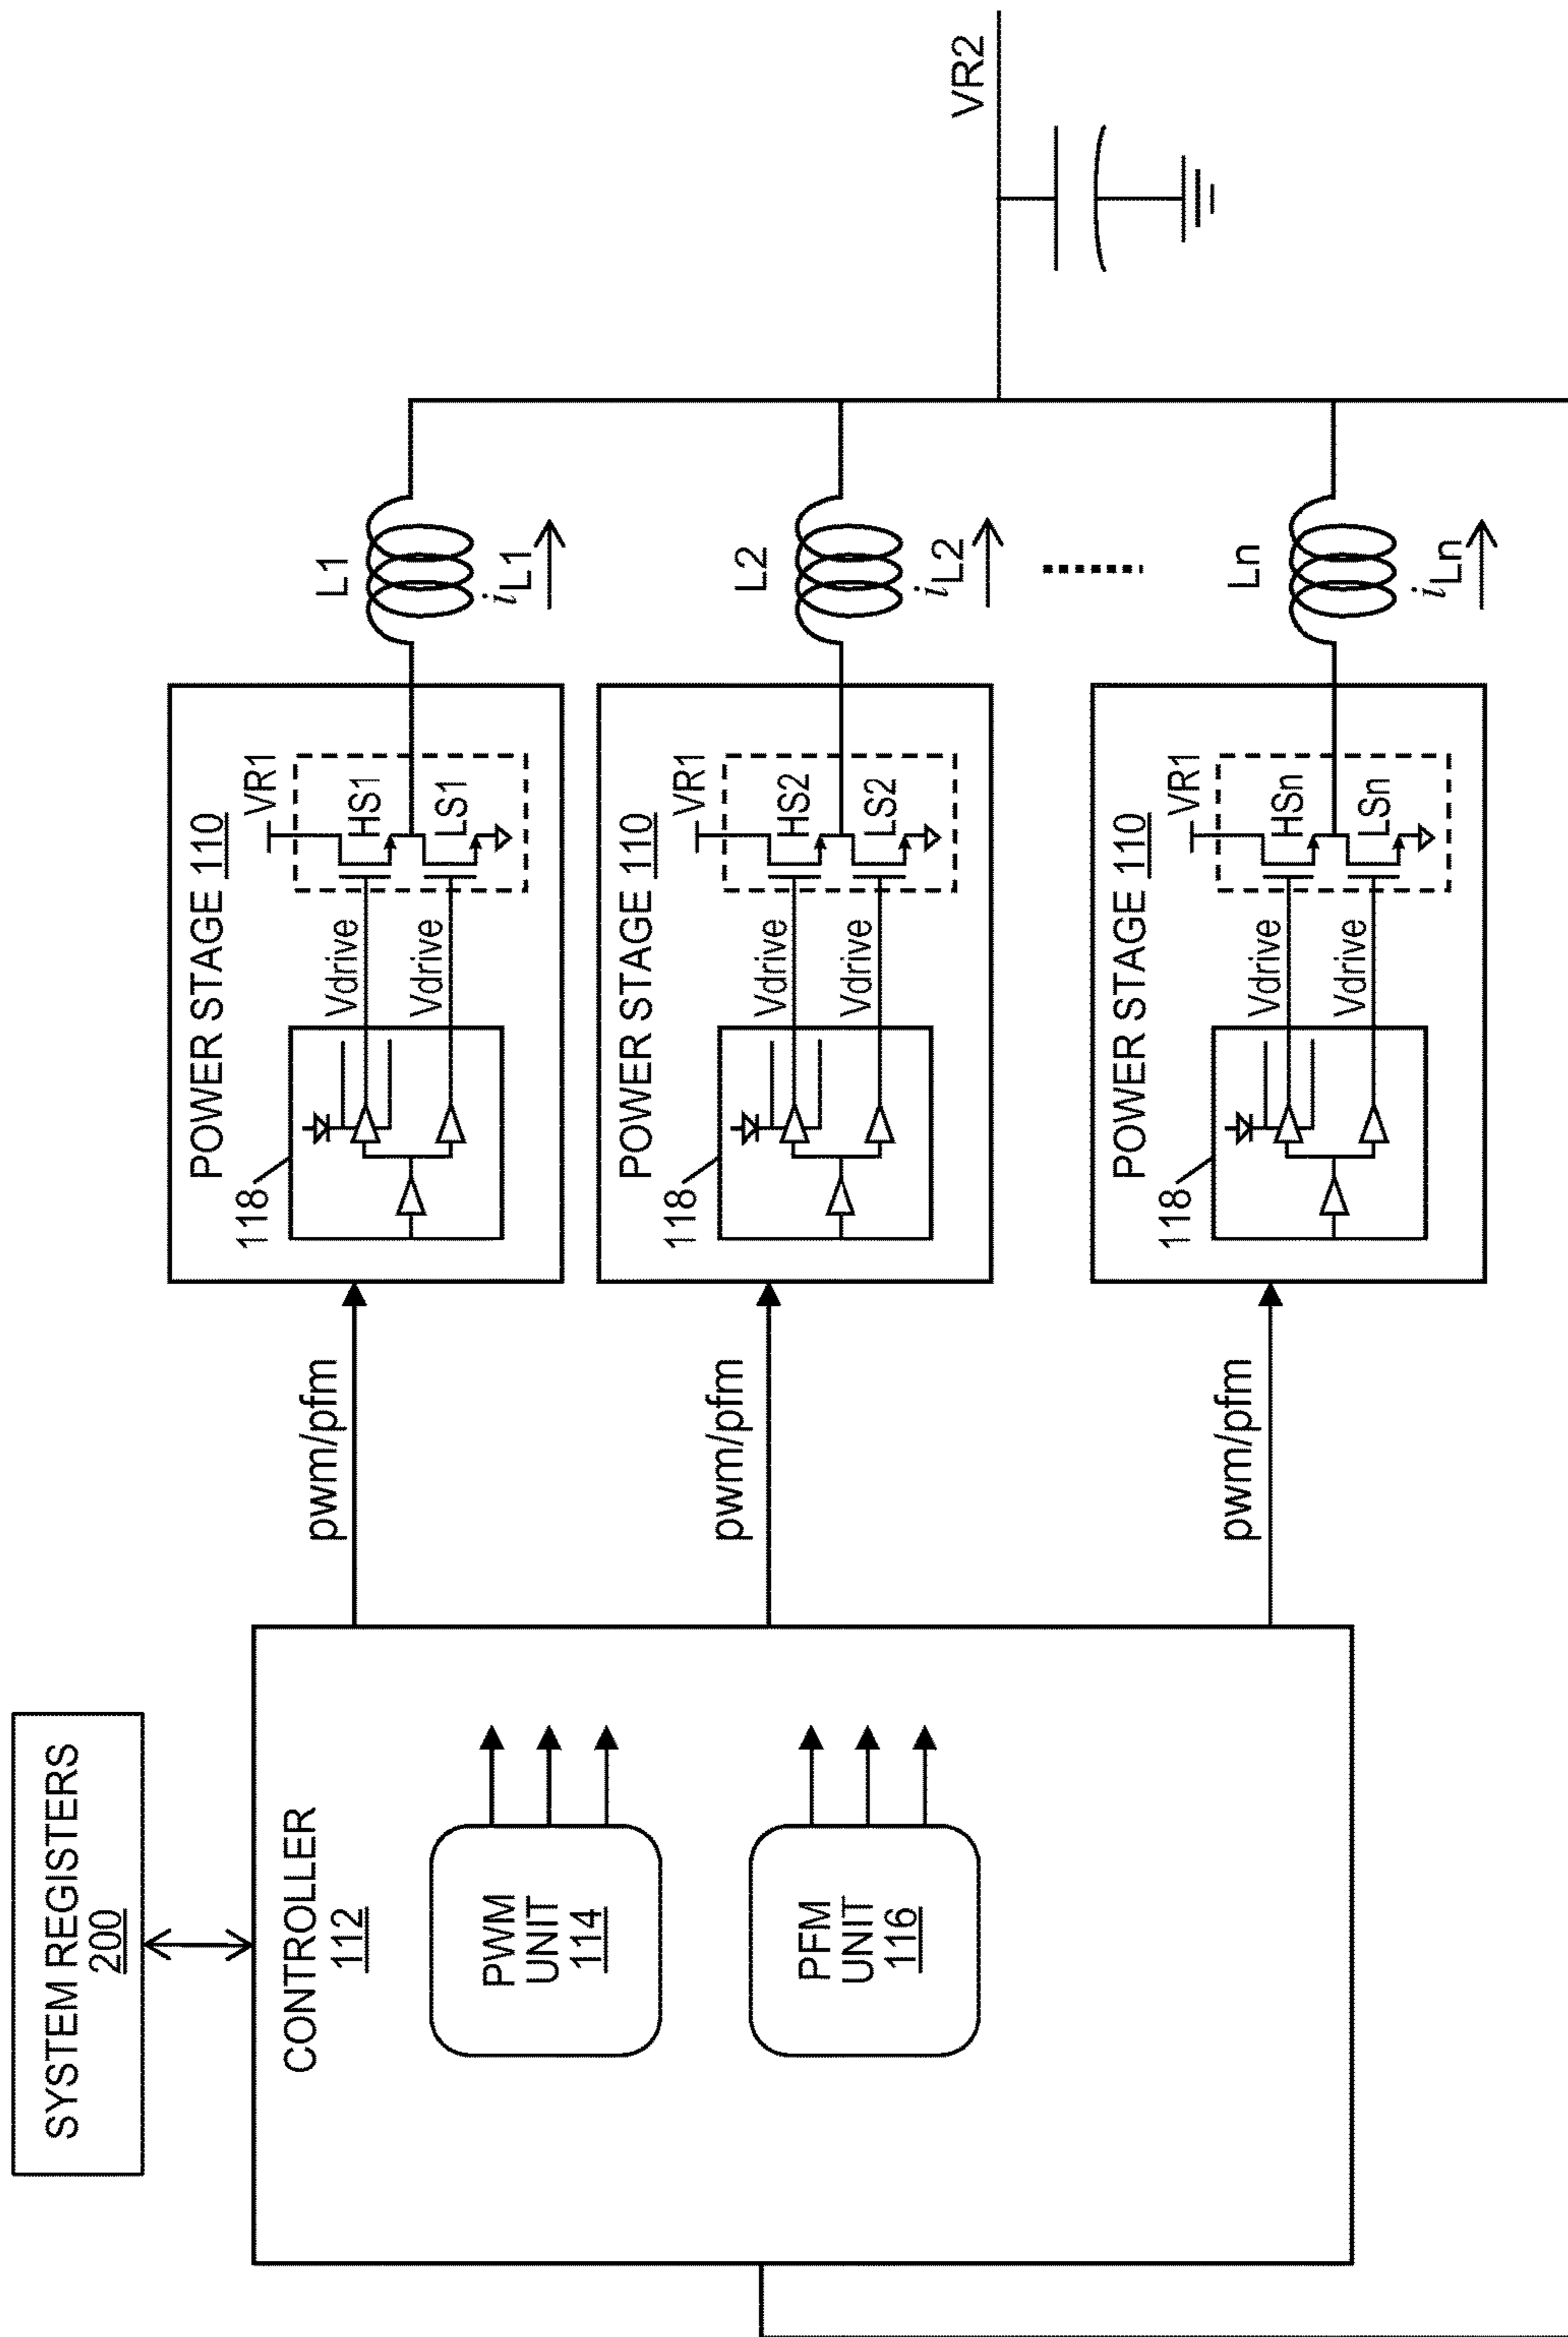 SYSTEM REGISTERS
200
CONTROLLER
112
PWM
UNIT
114
PFM
UNIT
116
pwm/pfm
pwm/pfm
pwm/pfm
POWER STAGE 110
118
Vdrive
Vdrive
VR1
HS1
LS1
L1
iL1
POWER STAGE 110
118
Vdrive
Vdrive
VR1
HS2
LS2
L2
iL2
POWER STAGE 110
118
Vdrive
Vdrive
VR1
HSn
LSn
Ln
iLn
VR2